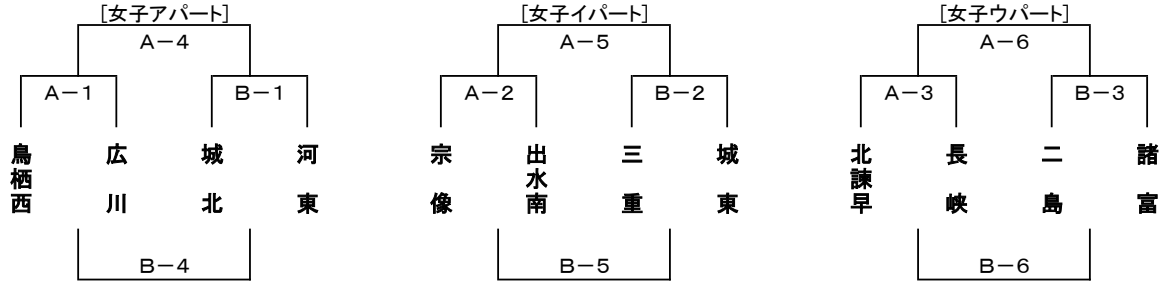 [女子アパート] [女子イパート] [女子ウパート]
A－4 A－5 A－6
A－1 B－1 A－2 B－2 A－3 B－3
鳥栖西 広川 城北 河東 宗像 出水南 三重 城東 北諫早 長峡 二島 諸富
B－4 B－5 B－6